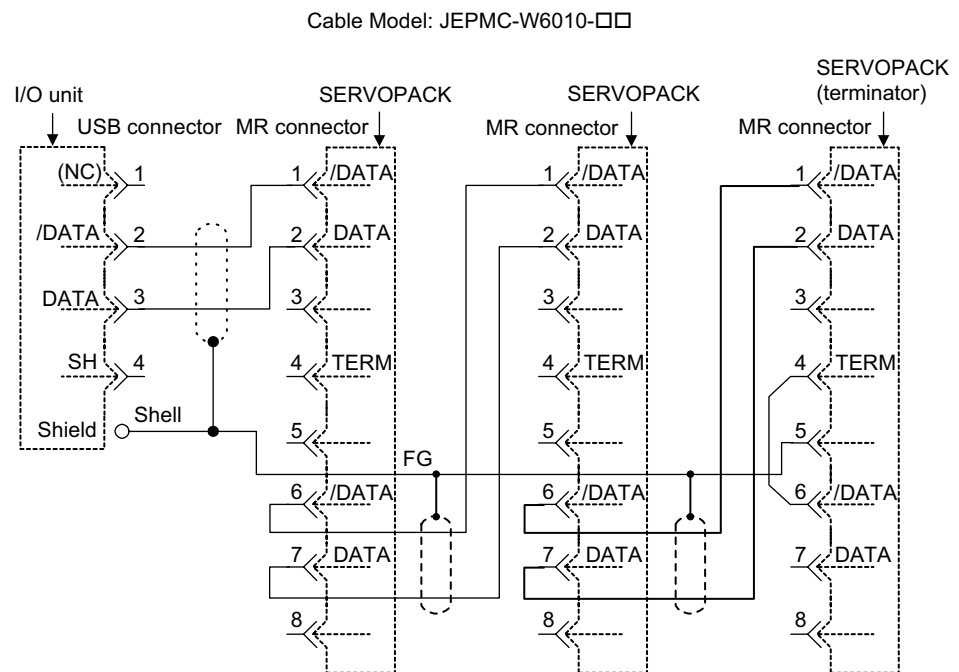 Cable Model: JEPMC-W6010-□□
SERVOPACK
(terminator)
I/O unit
SERVOPACK
SERVOPACK
USB connector
MR connector
MR connector
MR connector
(NC)
1
1
/DATA
1
/DATA
1
/DATA
/DATA
2
2
DATA
2
DATA
2
DATA
DATA
3
3
3
3
SH
4
4
TERM
4
TERM
4
TERM
Shield
Shell
5
5
5
FG
6
/DATA
6
/DATA
6
/DATA
7
DATA
7
DATA
7
DATA
8
8
8